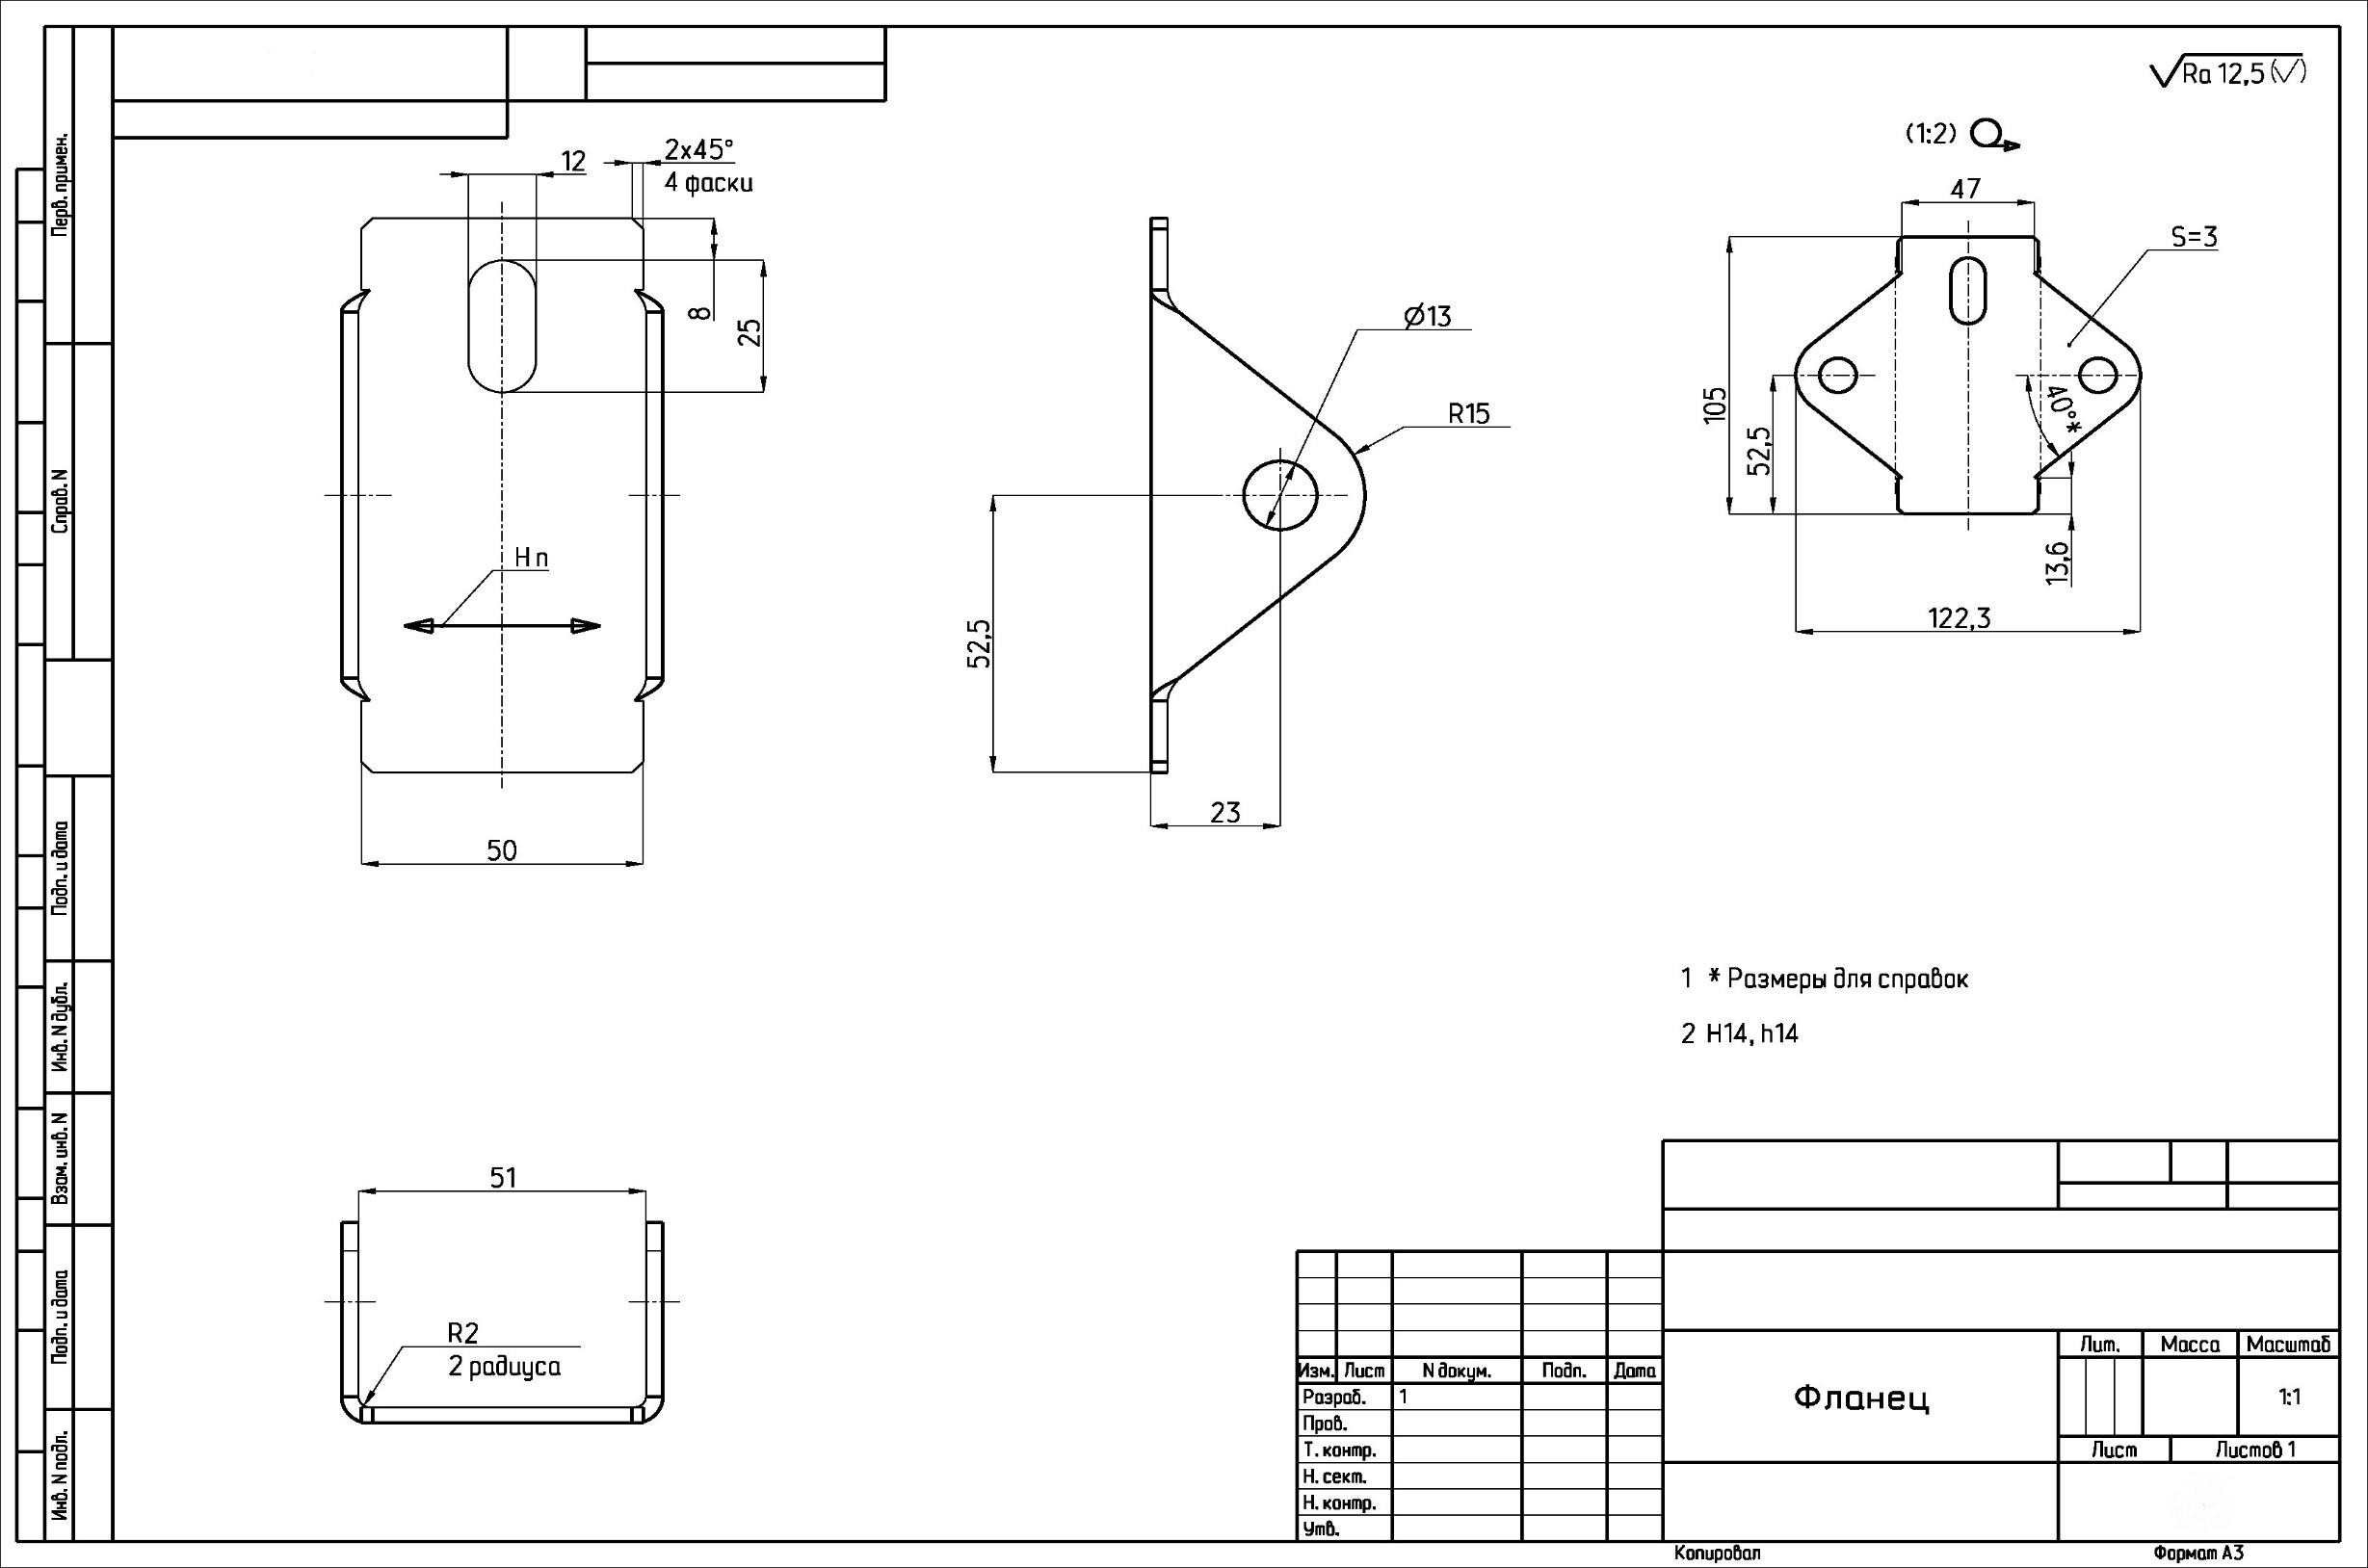 Перв. примен.
Справ. N
Подп. и дата
Инв. N дубл.
Взам. инв. N
Подп. и дата
Инв. N подл.
Ra 12,5 (√)
12
2x45°
4 фаски
8
25
Нп
50
Ø13
R15
52,5
23
(1:2)
47
S=3
105
52,5
40°*
13,6
122,3
51
R2
2 радиуса
1 * Размеры для справок
2 H14, h14
Изм. Лист N докум. Подп. Дата
Разраб. 1
Пров.
Т. контр.
Н. сект.
Н. контр.
Утв.
Фланец
Лит. Масса Масштаб
1:1
Лист Листов 1
Копировал Формат А3